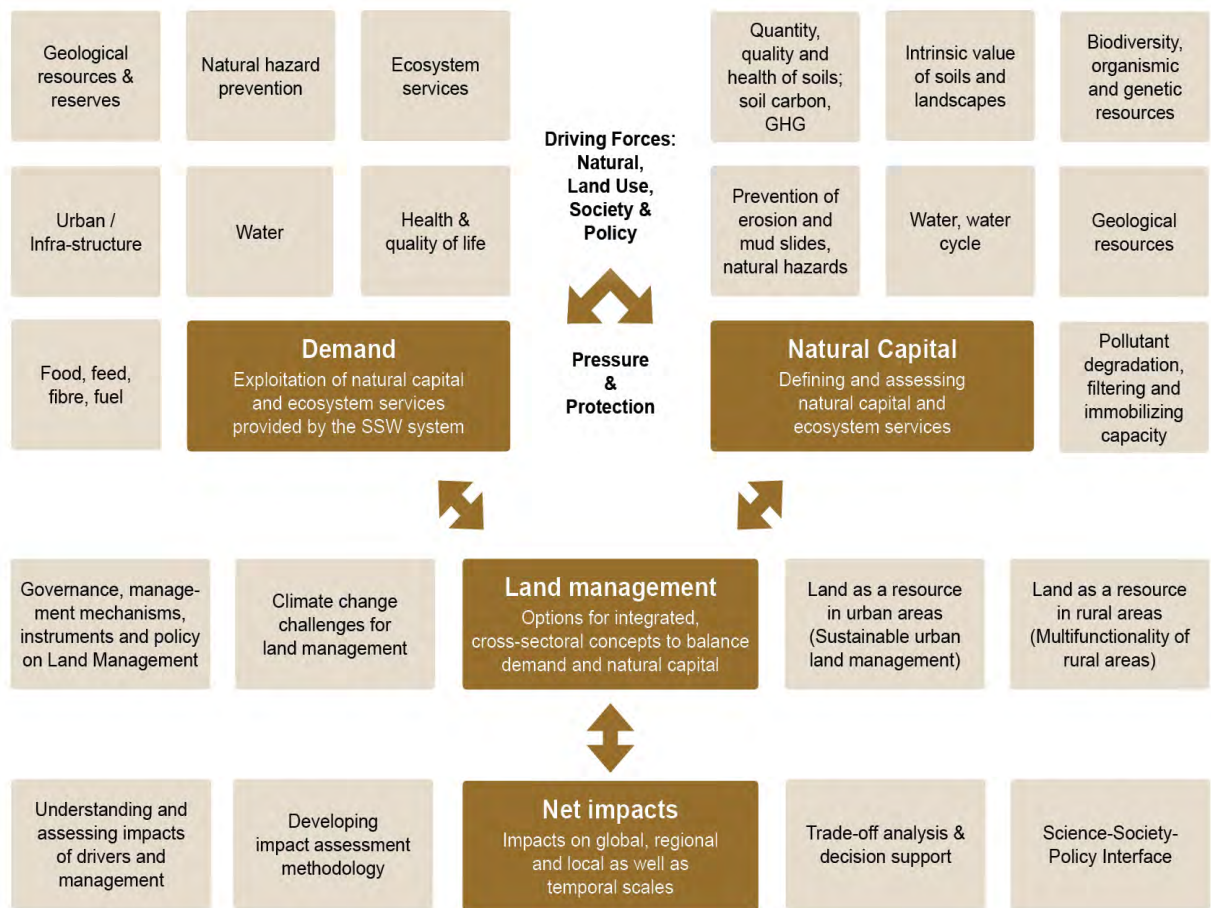 Geological
resources &
reserves
Natural hazard
prevention
Ecosystem
services
Urban /
Infra-structure
Water
Health &
quality of life
Food, feed,
fibre, fuel
Demand
Exploitation of natural capital
and ecosystem services
provided by the SSW system
Driving Forces:
Natural,
Land Use,
Society &
Policy
Pressure
&
Protection
Quantity,
quality and
health of soils;
soil carbon,
GHG
Intrinsic value
of soils and
landscapes
Biodiversity,
organismic
and genetic
resources
Prevention of
erosion and
mud slides,
natural hazards
Water, water
cycle
Geological
resources
Natural Capital
Defining and assessing
natural capital and
ecosystem services
Pollutant
degradation,
filtering and
immobilizing
capacity
Governance, manage-
ment mechanisms,
instruments and policy
on Land Management
Climate change
challenges for
land management
Land management
Options for integrated,
cross-sectoral concepts to balance
demand and natural capital
Land as a resource
in urban areas
(Sustainable urban
land management)
Land as a resource
in rural areas
(Multifunctionality of
rural areas)
Understanding and
assessing impacts
of drivers and
management
Developing
impact assessment
methodology
Net impacts
Impacts on global, regional
and local as well as
temporal scales
Trade-off analysis &
decision support
Science-Society-
Policy Interface